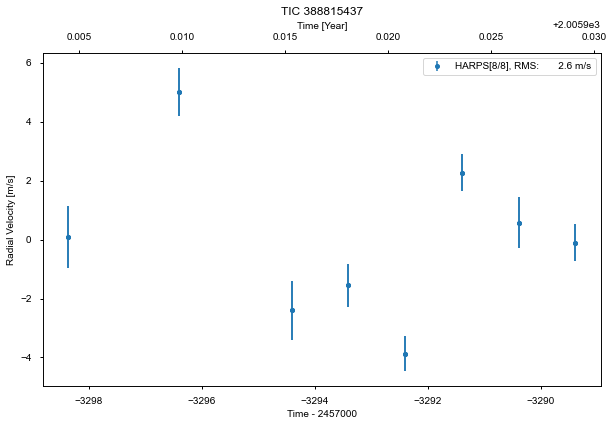 TIC 388815437
Time [Year]
+2.0059e3
0.005 0.010 0.015 0.020 0.025 0.030
HARPS[8/8], RMS: 2.6 m/s
6
4
2
0
−2
−4
Radial Velocity [m/s]
−3298 −3296 −3294 −3292 −3290
Time - 2457000